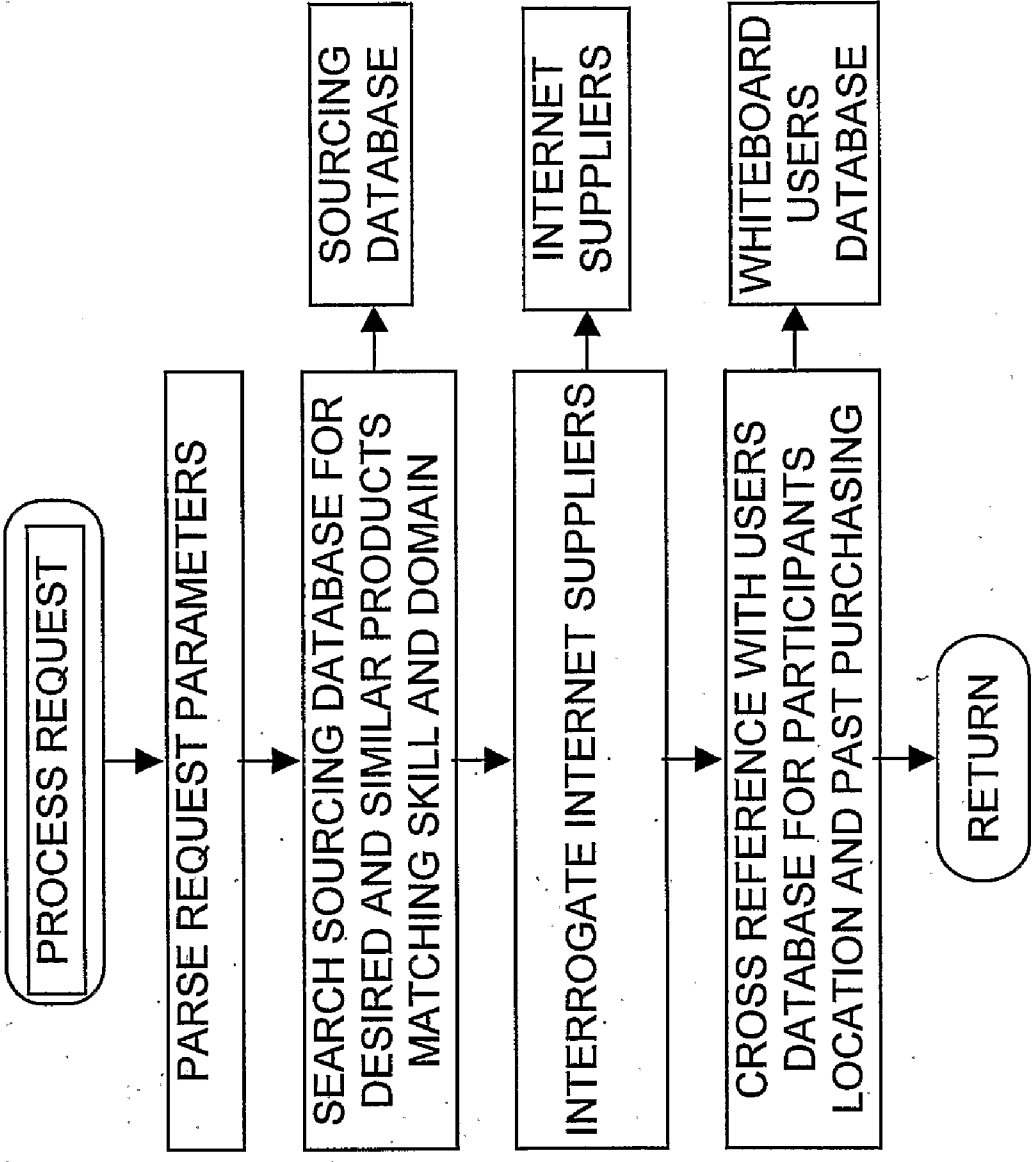 PROCESS REQUEST
PARSE REQUEST PARAMETERS
SEARCH SOURCING DATABASE FOR
DESIRED AND SIMILAR PRODUCTS
MATCHING SKILL AND DOMAIN
SOURCING
DATABASE
INTERROGATE INTERNET SUPPLIERS
INTERNET
SUPPLIERS
CROSS REFERENCE WITH USERS
DATABASE FOR PARTICIPANTS
LOCATION AND PAST PURCHASING
WHITEBOARD
USERS
DATABASE
RETURN